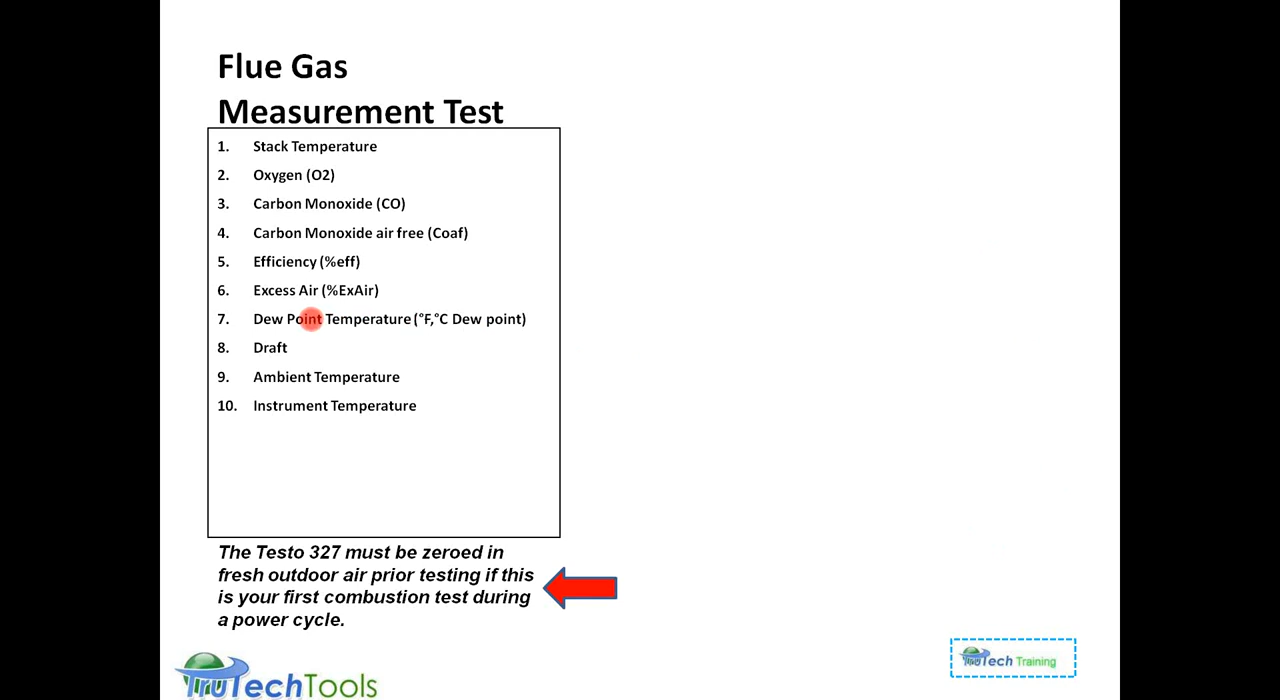 Flue Gas
Measurement Test
1. Stack Temperature
2. Oxygen (O2)
3. Carbon Monoxide (CO)
4. Carbon Monoxide air free (Coaf)
5. Efficiency (%eff)
6. Excess Air (%ExAir)
7. Dew Point Temperature (°F,°C Dew point)
8. Draft
9. Ambient Temperature
10. Instrument Temperature
The Testo 327 must be zeroed in
fresh outdoor air prior testing if this
is your first combustion test during
a power cycle.
TruTechTools
TruTech Training